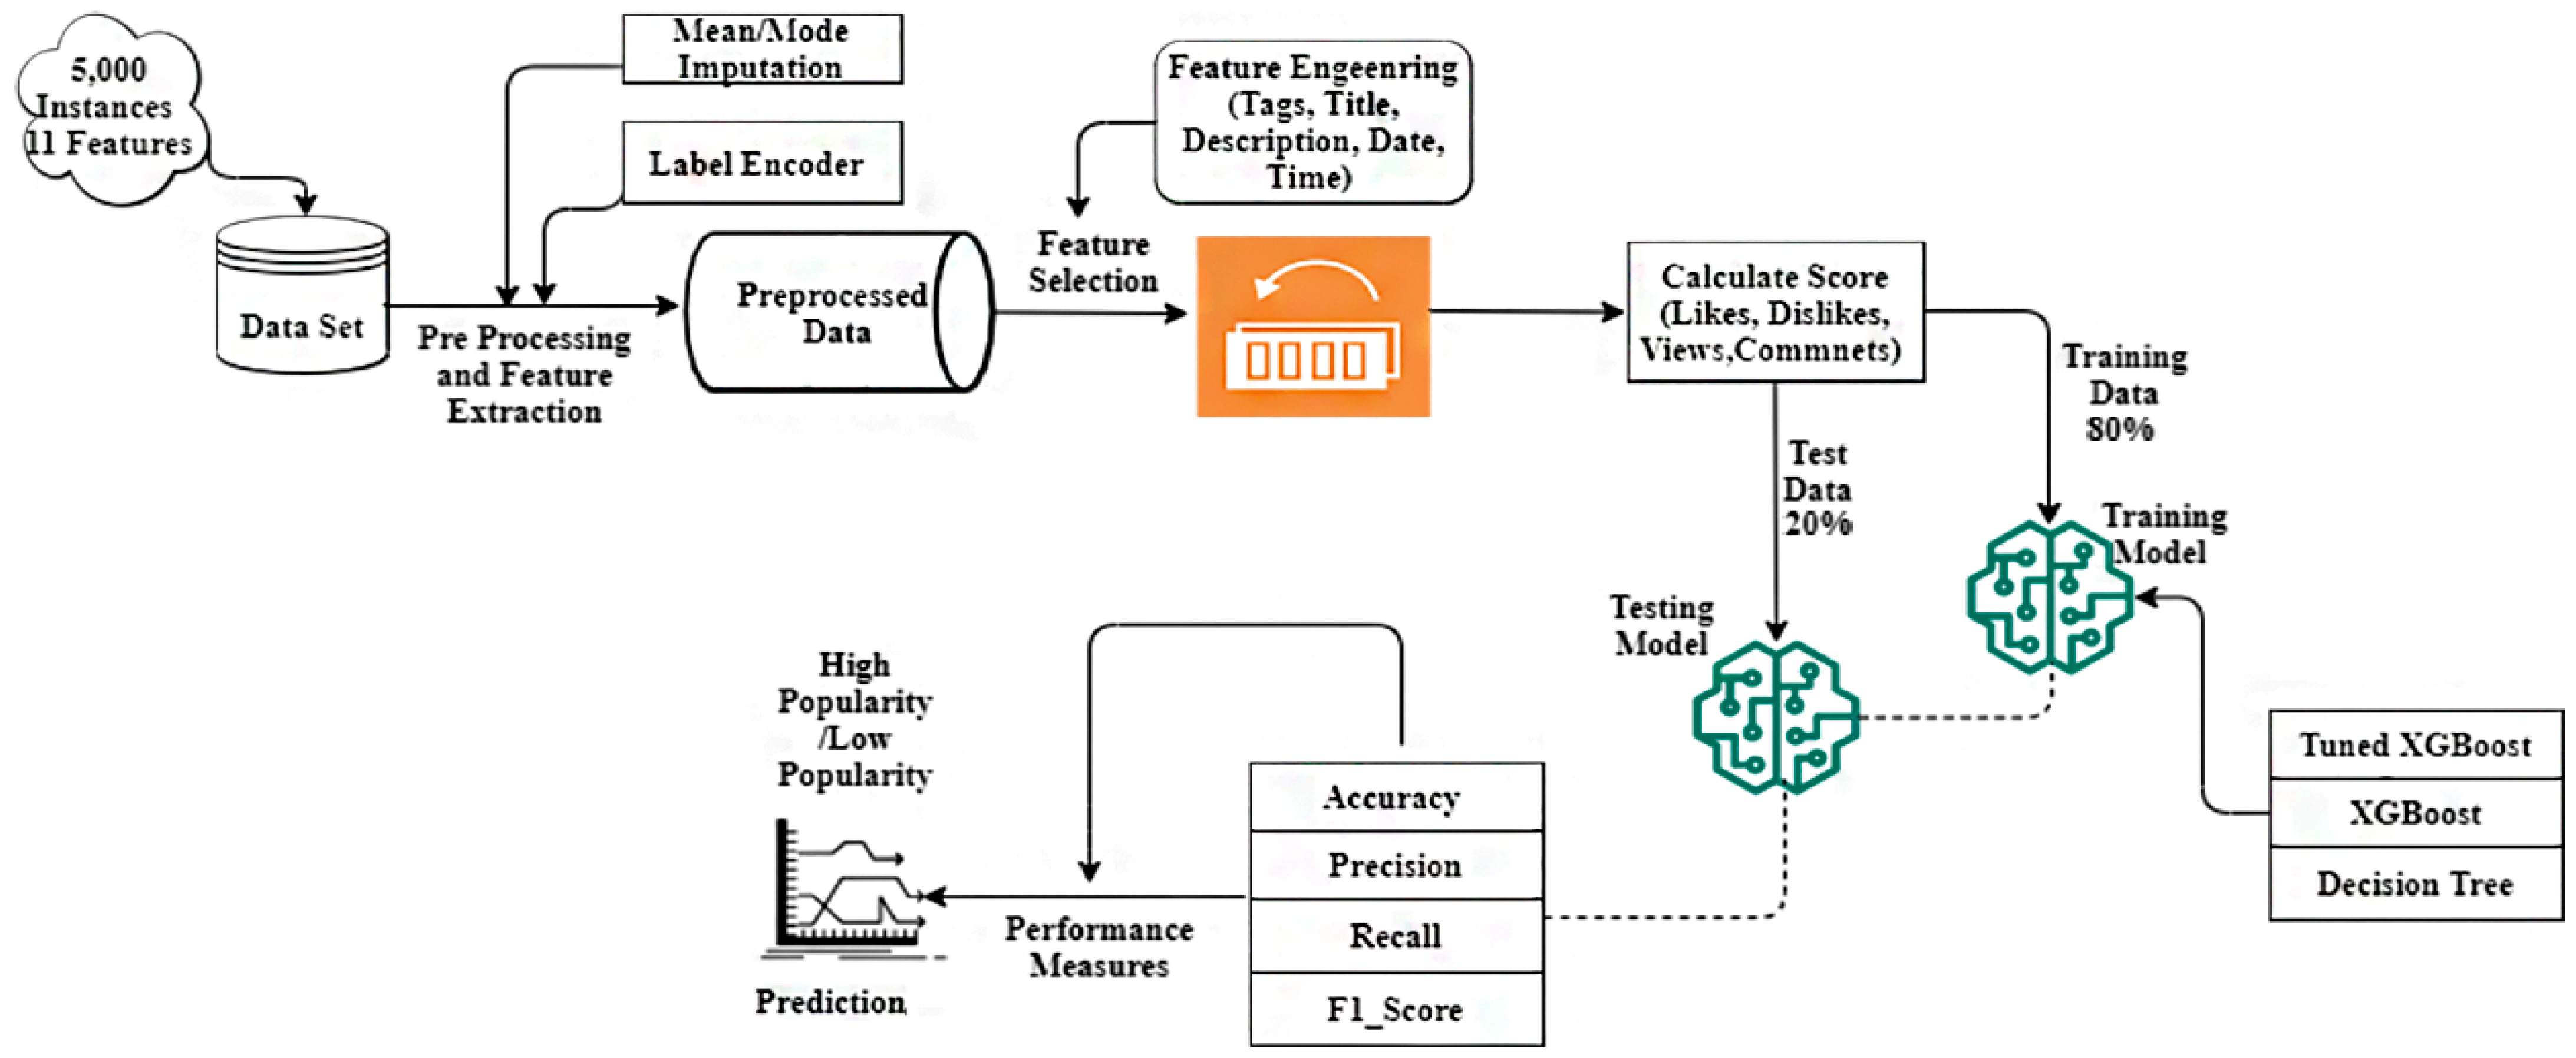 5,000
Instances
11 Features
Data Set
Mean/Mode
Imputation
Label Encoder
Pre Processing
and Feature
Extraction
Preprocessed
Data
Feature Engeenring
(Tags, Title,
Description, Date,
Time)
Feature
Selection
Calculate Score
(Likes, Dislikes,
Views,Commnets)
Training
Data
80%
Test
Data
20%
Training
Model
Testing
Model
Tuned XGBoost
XGBoost
Decision Tree
Accuracy
Precision
Recall
F1_Score
Performance
Measures
High
Popularity
/Low
Popularity
Prediction